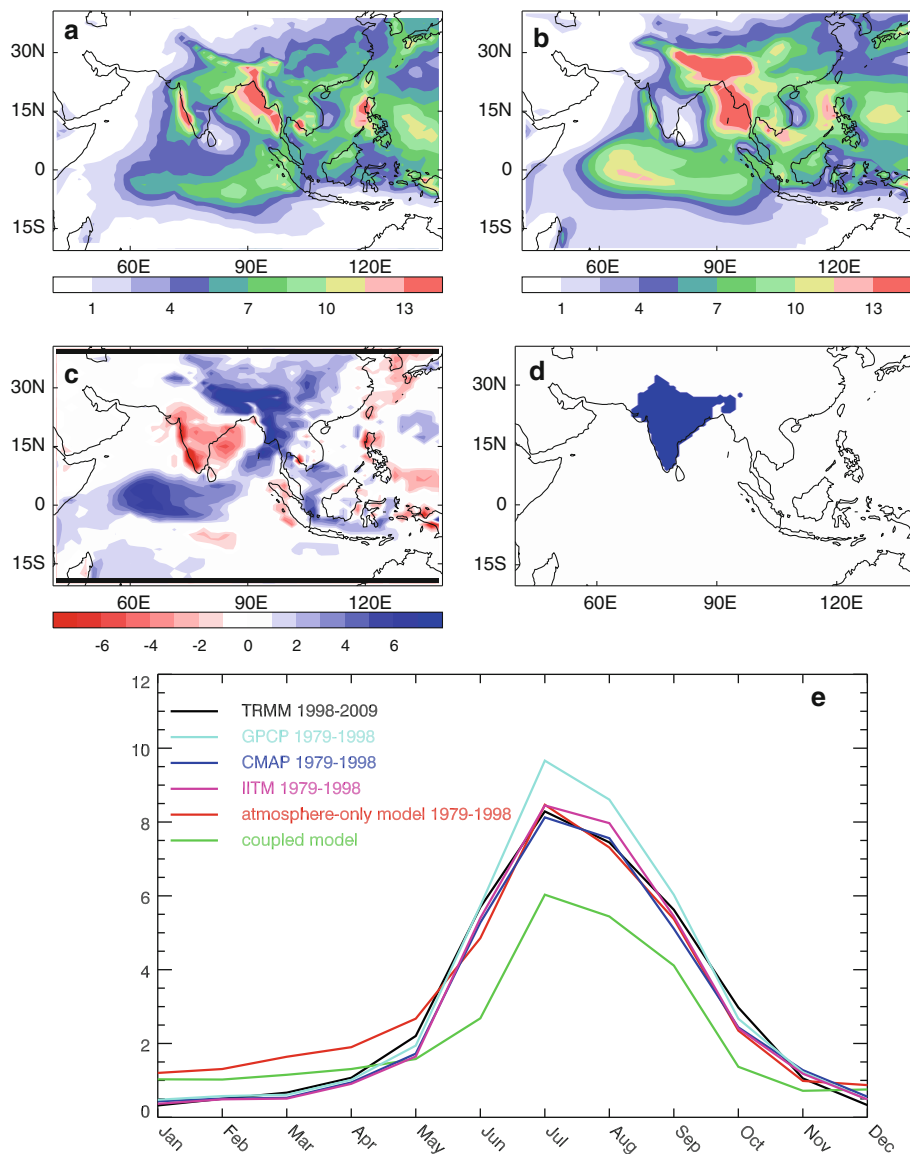 a
b
30N
15N
0
15S
60E 90E 120E
1 4 7 10 13
30N
15N
0
15S
60E 90E 120E
1 4 7 10 13
c
d
30N
15N
0
15S
60E 90E 120E
-6 -4 -2 0 2 4 6
30N
15N
0
15S
60E 90E 120E
e
12
10
8
6
4
2
0
TRMM 1998-2009
GPCP 1979-1998
CMAP 1979-1998
IITM 1979-1998
atmosphere-only model 1979-1998
coupled model
Jan Feb Mar Apr May Jun Jul Aug Sep Oct Nov Dec